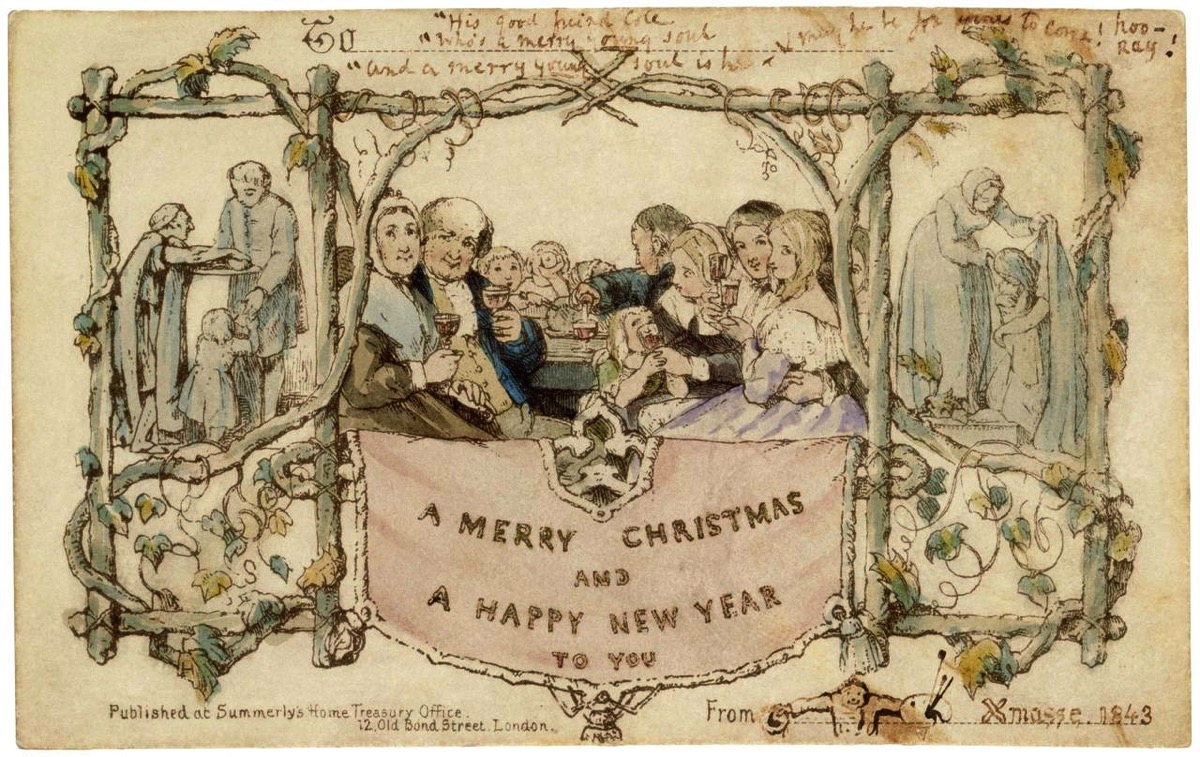 To
"His good freind Cole
"Who's a merry young soul & may he be for years to come! hoo-
"and a merry young soul is he ray!
A MERRY CHRISTMAS
AND
A HAPPY NEW YEAR
TO YOU
Published at Summerly's Home Treasury Office.
12, Old Bond Street, London.
From Xmasse, 1843